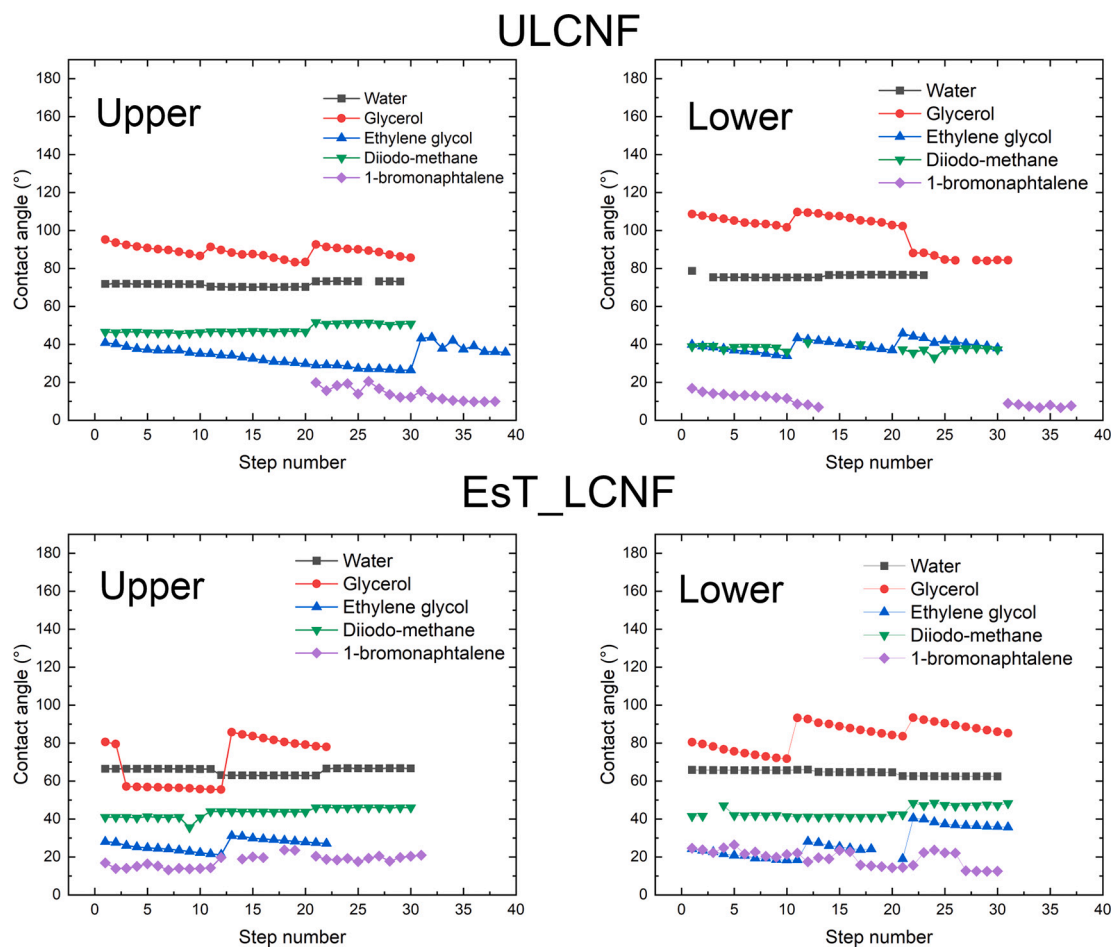 ULCNF
Upper
Water
Glycerol
Ethylene glycol
Diiodo-methane
1-bromonaphtalene
Contact angle (°)
180
160
140
120
100
80
60
40
20
0
0 5 10 15 20 25 30 35 40
Step number
Lower
Water
Glycerol
Ethylene glycol
Diiodo-methane
1-bromonaphtalene
Contact angle (°)
180
160
140
120
100
80
60
40
20
0
0 5 10 15 20 25 30 35 40
Step number
EsT_LCNF
Upper
Water
Glycerol
Ethylene glycol
Diiodo-methane
1-bromonaphtalene
Contact angle (°)
180
160
140
120
100
80
60
40
20
0
0 5 10 15 20 25 30 35 40
Step number
Lower
Water
Glycerol
Ethylene glycol
Diiodo-methane
1-bromonaphtalene
Contact angle (°)
180
160
140
120
100
80
60
40
20
0
0 5 10 15 20 25 30 35 40
Step number